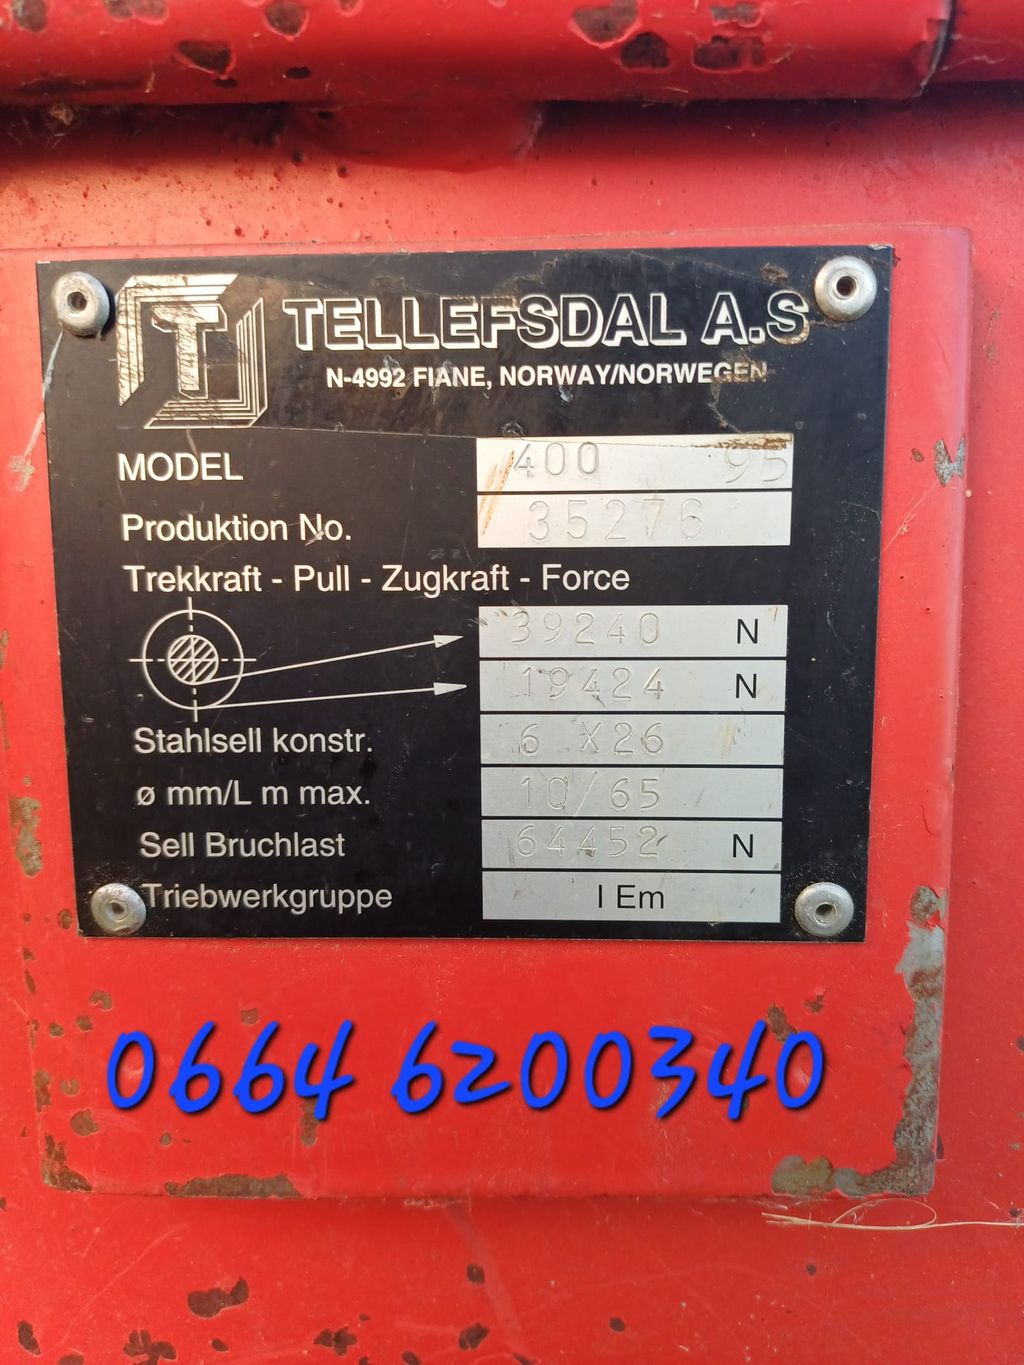 T TELLEFSDAL A.S
N-4992 FIANE, NORWAY/NORWEGEN
MODEL 400 95
Produktion No. 35276
Trekkraft - Pull - Zugkraft - Force
39240 N
19424 N
Stahlsell konstr. 6 X26
ø mm/L m max. 10/65
Sell Bruchlast 64452 N
Triebwerkgruppe I Em
0664 6200340